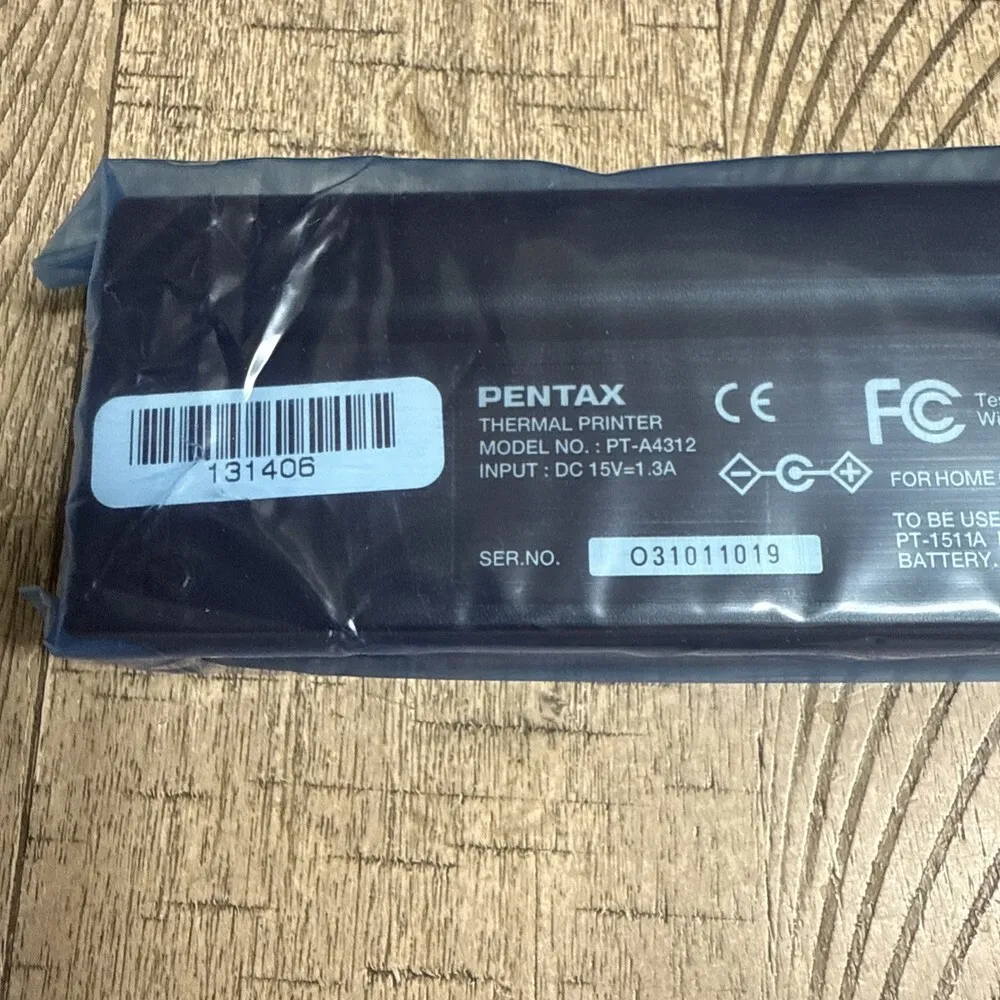 131406
PENTAX
THERMAL PRINTER
MODEL NO. : PT-A4312
INPUT : DC 15V=1.3A
SER.NO.
O31011019
CE
FC
FOR HOME
TO BE USE
PT-1511A
BATTERY.